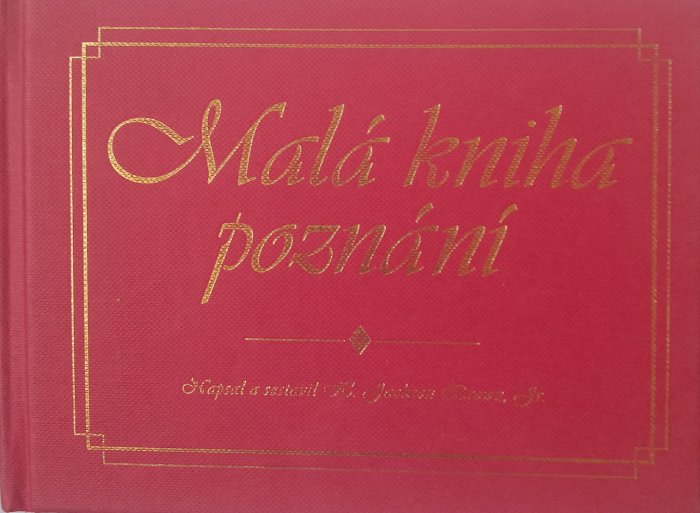 Malá kniha
poznání
Napsal a sestavil H. Jackson Brown, Jr.